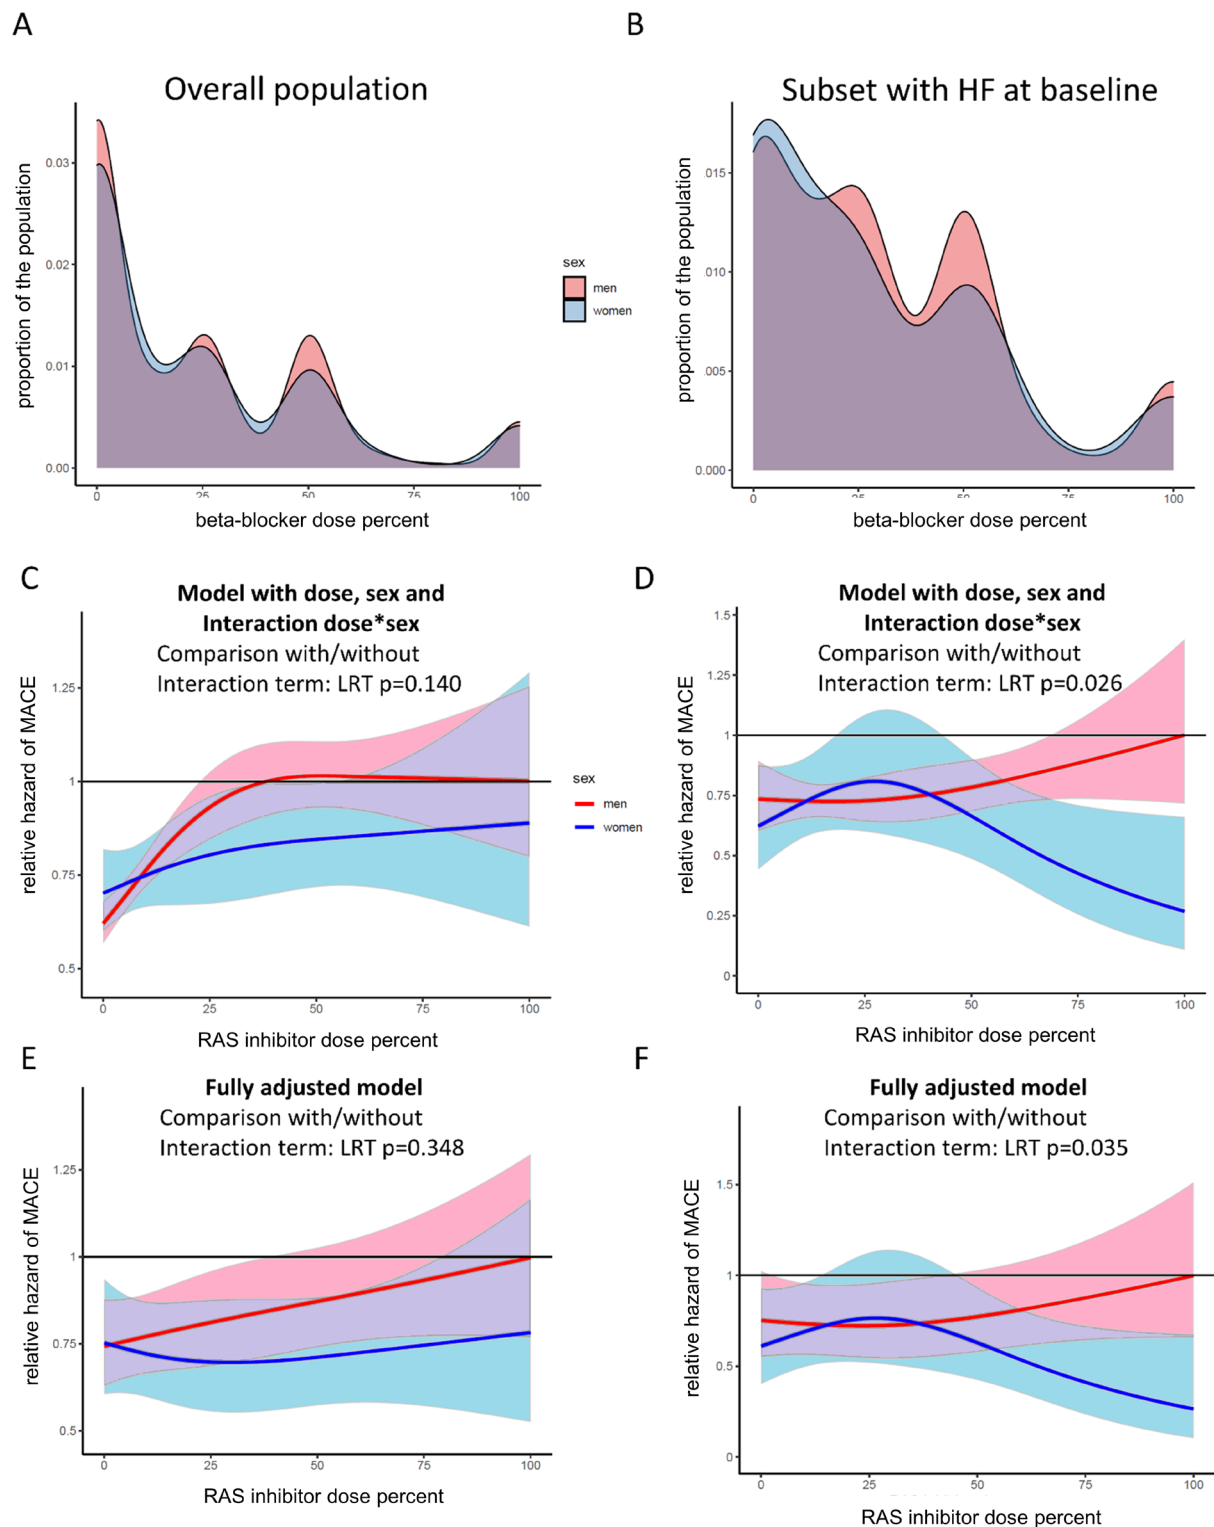 A
B
Overall population
Subset with HF at baseline
proportion of the population
0.03
0.02
0.01
0.00
0
25
50
75
100
beta-blocker dose percent
sex
men
women
proportion of the population
.015
.010
.005
.000
0
25
50
75
100
beta-blocker dose percent
C
Model with dose, sex and
Interaction dose*sex
Comparison with/without
Interaction term: LRT p=0.140
relative hazard of MACE
1.25
1
0.75
0.5
0
25
50
75
100
RAS inhibitor dose percent
sex
men
women
D
Model with dose, sex and
Interaction dose*sex
Comparison with/without
Interaction term: LRT p=0.026
relative hazard of MACE
1.5
1.25
1
0.75
0.5
0.25
0
0
25
50
75
100
RAS inhibitor dose percent
E
Fully adjusted model
Comparison with/without
Interaction term: LRT p=0.348
relative hazard of MACE
1.25
1
0.75
0.5
0
25
50
75
100
RAS inhibitor dose percent
F
Fully adjusted model
Comparison with/without
Interaction term: LRT p=0.035
relative hazard of MACE
1.5
1
0.5
0
0
25
50
75
100
RAS inhibitor dose percent